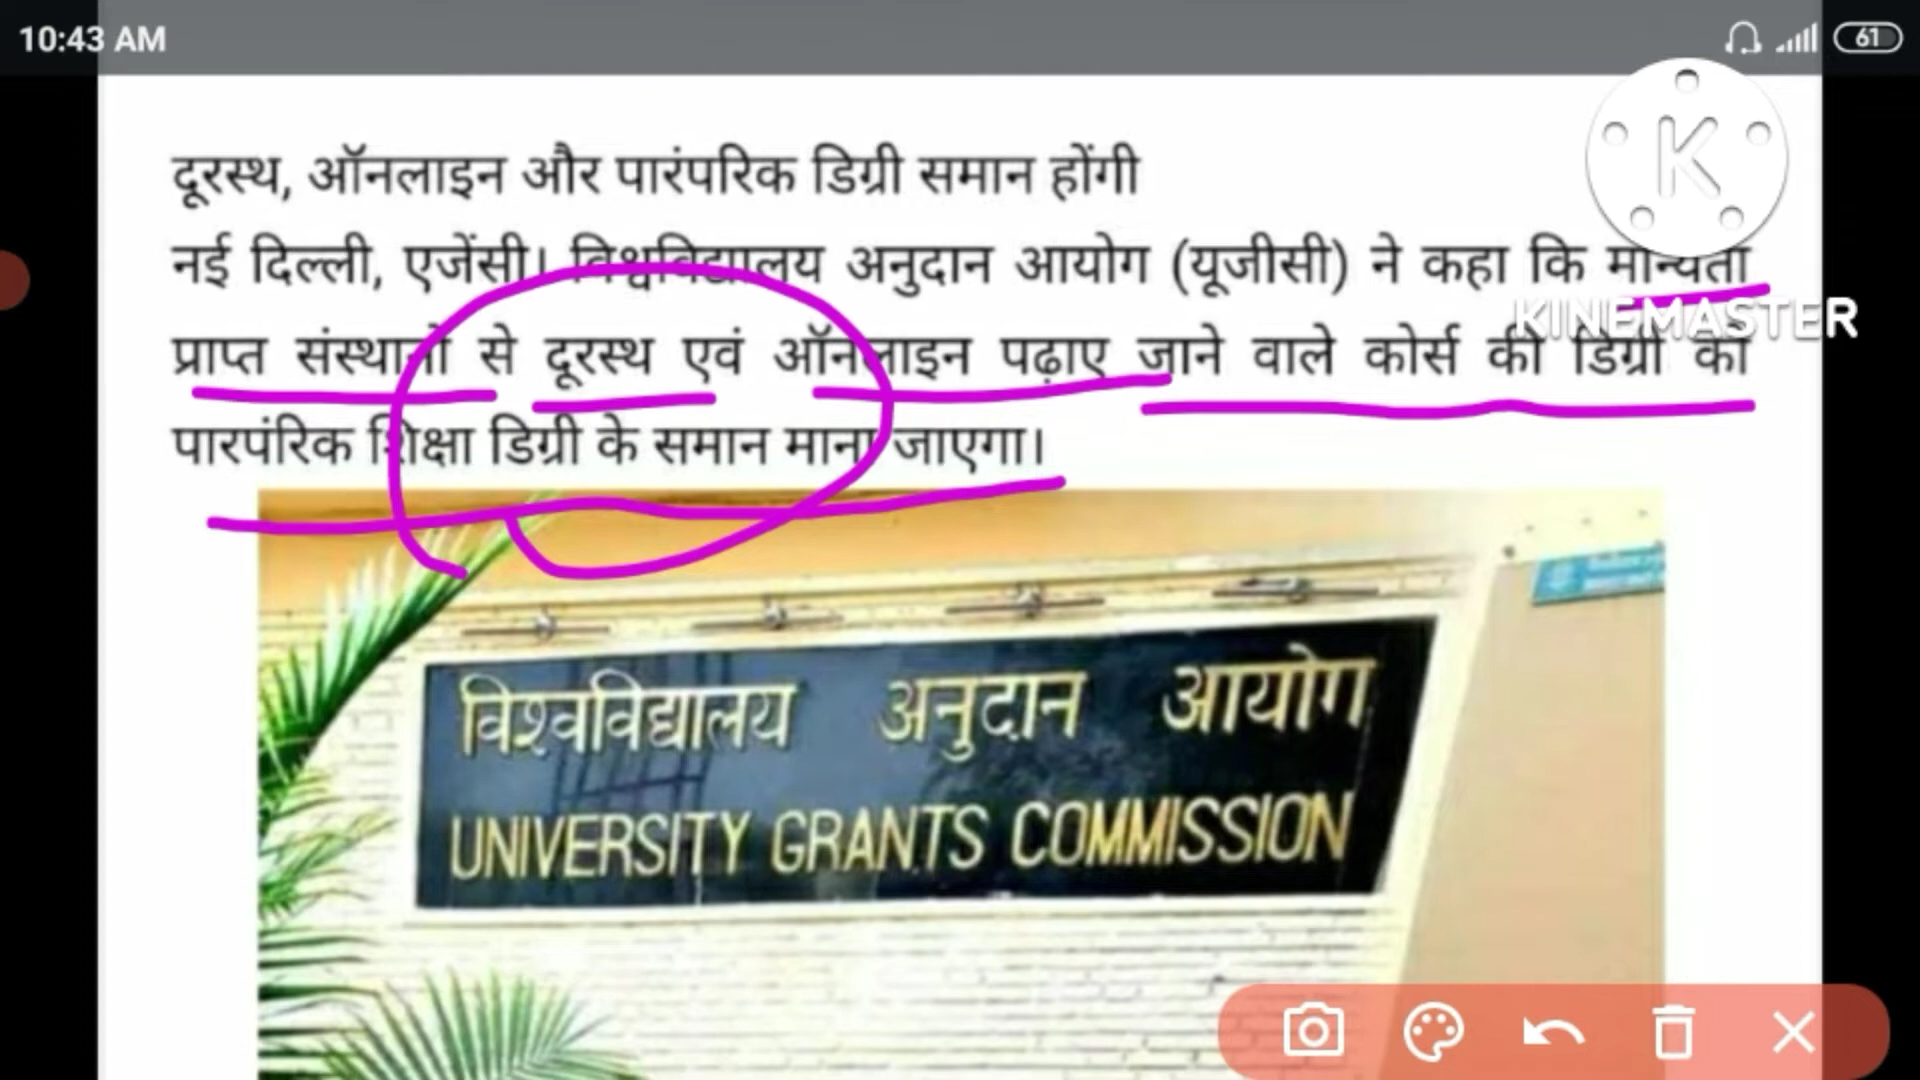 10:43 AM
61
K
KINEMASTER
दूरस्थ, ऑनलाइन और पारंपरिक डिग्री समान होंगी
नई दिल्ली, एजेंसी। विश्वविद्यालय अनुदान आयोग (यूजीसी) ने कहा कि मान्यता
प्राप्त संस्थानों से दूरस्थ एवं ऑनलाइन पढ़ाए जाने वाले कोर्स की डिग्री को
पारपंरिक शिक्षा डिग्री के समान माना जाएगा।
विश्वविद्यालय अनुदान आयोग
UNIVERSITY GRANTS COMMISSION